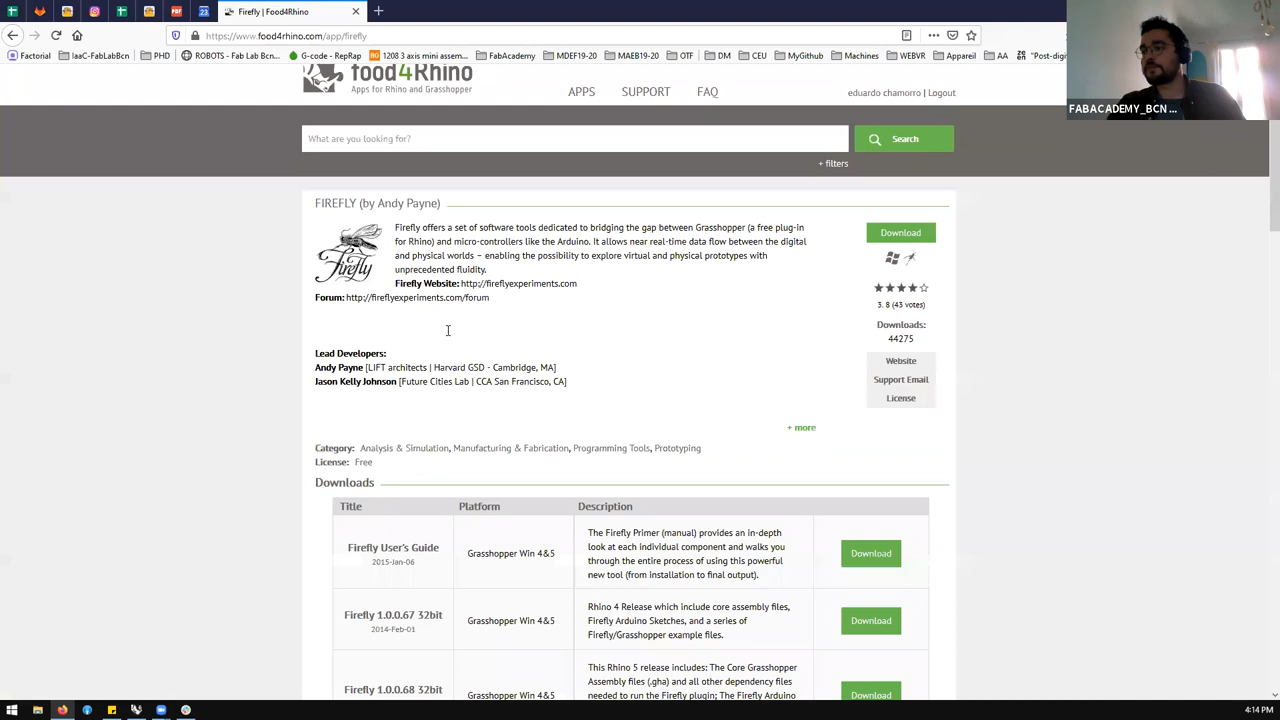 Firefly | Food4Rhino
https://www.food4rhino.com/app/firefly
Factorial IaaC-FabLabBcn PHD ROBOTS - Fab Lab Bcn... G-code - RepRap 1208 3 axis mini assem... FabAcademy MDEF19-20 MAEB19-20 OTF DM CEU MyGithub Machines WEBVR Appareil AA "Post-digi
food4Rhino
Apps for Rhino and Grasshopper
APPS SUPPORT FAQ
eduardo chamorro | Logout
FABACADEMY_BCN ...
What are you looking for?
Search
+ filters
FIREFLY (by Andy Payne)
Firefly
Firefly offers a set of software tools dedicated to bridging the gap between Grasshopper (a free plug-in
for Rhino) and micro-controllers like the Arduino. It allows near real-time data flow between the digital
and physical worlds – enabling the possibility to explore virtual and physical prototypes with
unprecedented fluidity.
Firefly Website: http://fireflyexperiments.com
Forum: http://fireflyexperiments.com/forum
Lead Developers:
Andy Payne [LIFT architects | Harvard GSD - Cambridge, MA]
Jason Kelly Johnson [Future Cities Lab | CCA San Francisco, CA]
+ more
Download
3. 8 (43 votes)
Downloads:
44275
Website
Support Email
License
Category: Analysis & Simulation, Manufacturing & Fabrication, Programming Tools, Prototyping
License: Free
Downloads
Title Platform Description
Firefly User's Guide
2015-Jan-06
Grasshopper Win 4&5
The Firefly Primer (manual) provides an in-depth
look at each individual component and walks you
through the entire process of using this powerful
new tool (from installation to final output).
Download
Firefly 1.0.0.67 32bit
2014-Feb-01
Grasshopper Win 4&5
Rhino 4 Release which include core assembly files,
Firefly Arduino Sketches, and a series of
Firefly/Grasshopper example files.
Download
Firefly 1.0.0.68 32bit
Grasshopper Win 4&5
This Rhino 5 release includes: The Core Grasshopper
Assembly files (.gha) and all other dependency files
needed to run the Firefly plugin; The Firefly Arduino
Download
4:14 PM